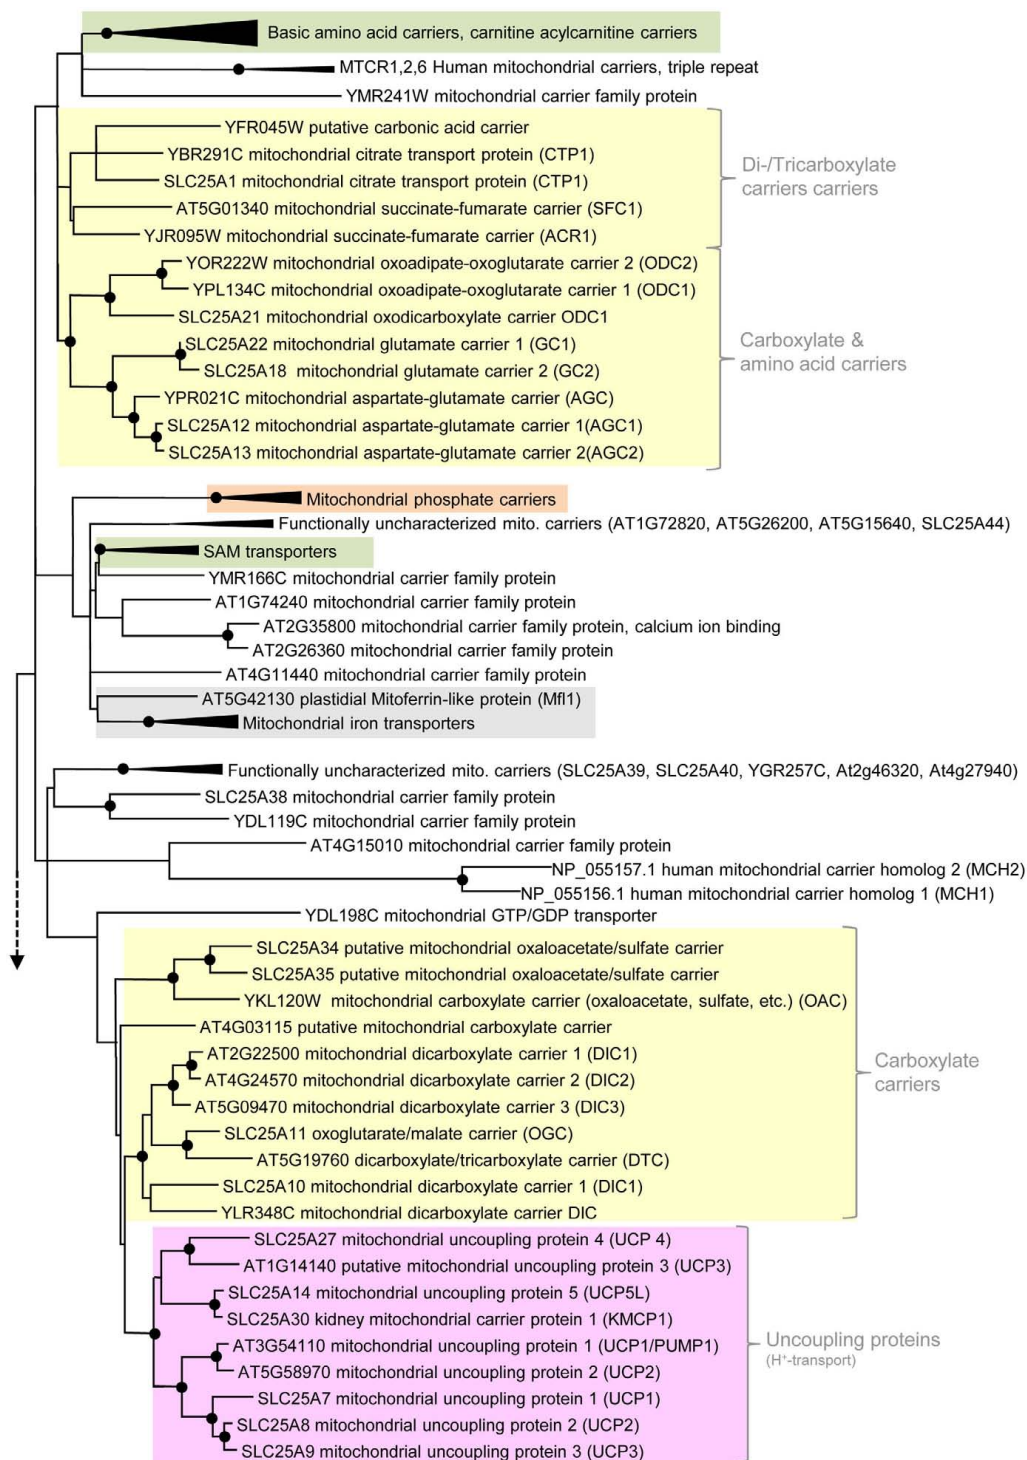 Basic amino acid carriers, carnitine acylcarnitine carriers
MTCR1,2,6 Human mitochondrial carriers, triple repeat
YMR241W mitochondrial carrier family protein
YFR045W putative carbonic acid carrier
YBR291C mitochondrial citrate transport protein (CTP1)
SLC25A1 mitochondrial citrate transport protein (CTP1)
AT5G01340 mitochondrial succinate-fumarate carrier (SFC1)
YJR095W mitochondrial succinate-fumarate carrier (ACR1)
Di-/Tricarboxylate
carriers carriers
YOR222W mitochondrial oxoadipate-oxoglutarate carrier 2 (ODC2)
YPL134C mitochondrial oxoadipate-oxoglutarate carrier 1 (ODC1)
SLC25A21 mitochondrial oxodicarboxylate carrier ODC1
SLC25A22 mitochondrial glutamate carrier 1 (GC1)
SLC25A18 mitochondrial glutamate carrier 2 (GC2)
YPR021C mitochondrial aspartate-glutamate carrier (AGC)
SLC25A12 mitochondrial aspartate-glutamate carrier 1(AGC1)
SLC25A13 mitochondrial aspartate-glutamate carrier 2(AGC2)
Carboxylate &
amino acid carriers
Mitochondrial phosphate carriers
Functionally uncharacterized mito. carriers (AT1G72820, AT5G26200, AT5G15640, SLC25A44)
SAM transporters
YMR166C mitochondrial carrier family protein
AT1G74240 mitochondrial carrier family protein
AT2G35800 mitochondrial carrier family protein, calcium ion binding
AT2G26360 mitochondrial carrier family protein
AT4G11440 mitochondrial carrier family protein
AT5G42130 plastidial Mitoferrin-like protein (Mfl1)
Mitochondrial iron transporters
Functionally uncharacterized mito. carriers (SLC25A39, SLC25A40, YGR257C, At2g46320, At4g27940)
SLC25A38 mitochondrial carrier family protein
YDL119C mitochondrial carrier family protein
AT4G15010 mitochondrial carrier family protein
NP_055157.1 human mitochondrial carrier homolog 2 (MCH2)
NP_055156.1 human mitochondrial carrier homolog 1 (MCH1)
YDL198C mitochondrial GTP/GDP transporter
SLC25A34 putative mitochondrial oxaloacetate/sulfate carrier
SLC25A35 putative mitochondrial oxaloacetate/sulfate carrier
YKL120W mitochondrial carboxylate carrier (oxaloacetate, sulfate, etc.) (OAC)
AT4G03115 putative mitochondrial carboxylate carrier
AT2G22500 mitochondrial dicarboxylate carrier 1 (DIC1)
AT4G24570 mitochondrial dicarboxylate carrier 2 (DIC2)
AT5G09470 mitochondrial dicarboxylate carrier 3 (DIC3)
SLC25A11 oxoglutarate/malate carrier (OGC)
AT5G19760 dicarboxylate/tricarboxylate carrier (DTC)
SLC25A10 mitochondrial dicarboxylate carrier 1 (DIC1)
YLR348C mitochondrial dicarboxylate carrier DIC
Carboxylate
carriers
SLC25A27 mitochondrial uncoupling protein 4 (UCP 4)
AT1G14140 putative mitochondrial uncoupling protein 3 (UCP3)
SLC25A14 mitochondrial uncoupling protein 5 (UCP5L)
SLC25A30 kidney mitochondrial carrier protein 1 (KMCP1)
AT3G54110 mitochondrial uncoupling protein 1 (UCP1/PUMP1)
AT5G58970 mitochondrial uncoupling protein 2 (UCP2)
SLC25A7 mitochondrial uncoupling protein 1 (UCP1)
SLC25A8 mitochondrial uncoupling protein 2 (UCP2)
SLC25A9 mitochondrial uncoupling protein 3 (UCP3)
Uncoupling proteins
(H⁺-transport)